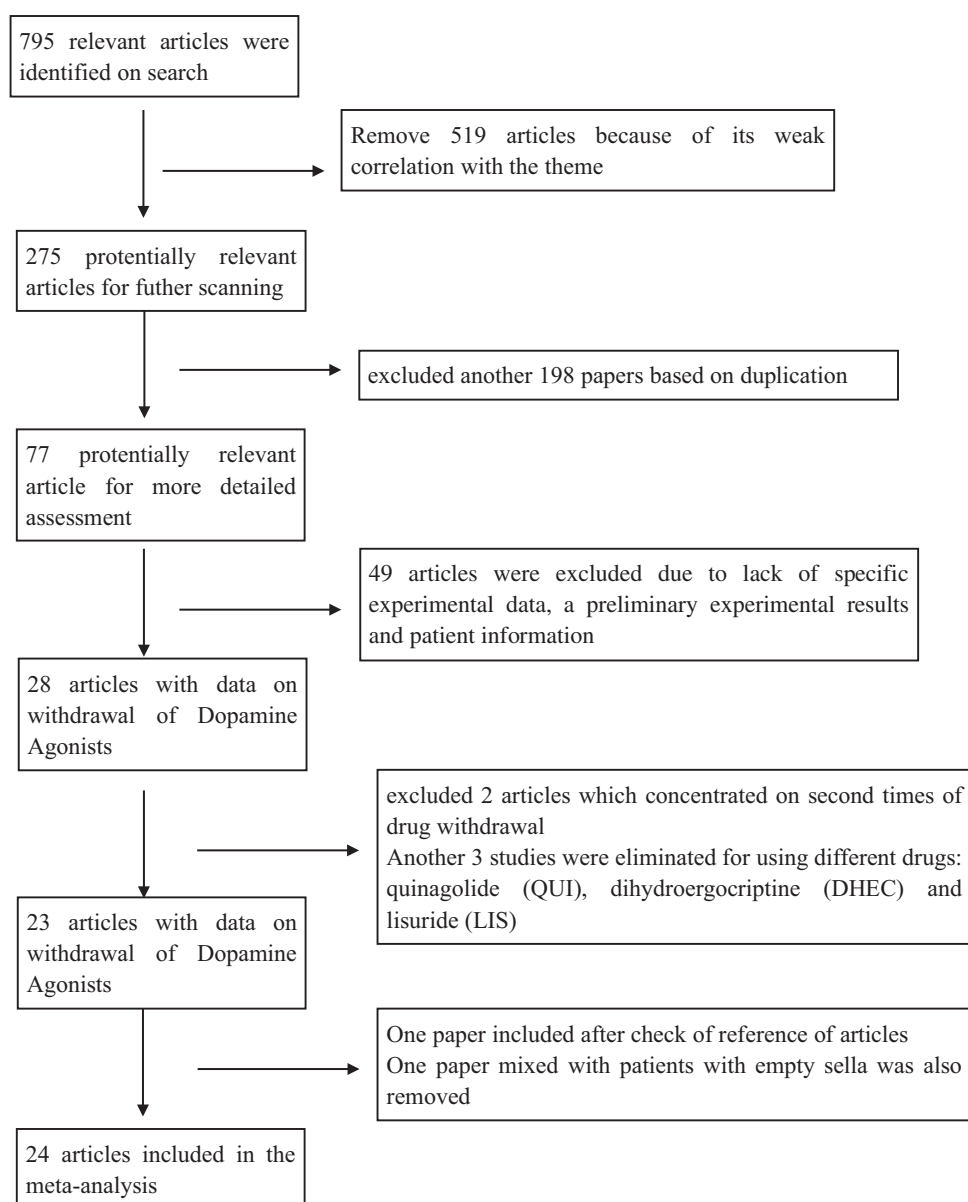 795 relevant articles were
identified on search
Remove 519 articles because of its weak
correlation with the theme
275 protentially relevant
articles for futher scanning
excluded another 198 papers based on duplication
77 protentially relevant
article for more detailed
assessment
49 articles were excluded due to lack of specific
experimental data, a preliminary experimental results
and patient information
28 articles with data on
withdrawal of Dopamine
Agonists
excluded 2 articles which concentrated on second times of
drug withdrawal
Another 3 studies were eliminated for using different drugs:
quinagolide (QUI), dihydroergocriptine (DHEC) and
lisuride (LIS)
23 articles with data on
withdrawal of Dopamine
Agonists
One paper included after check of reference of articles
One paper mixed with patients with empty sella was also
removed
24 articles included in the
meta-analysis